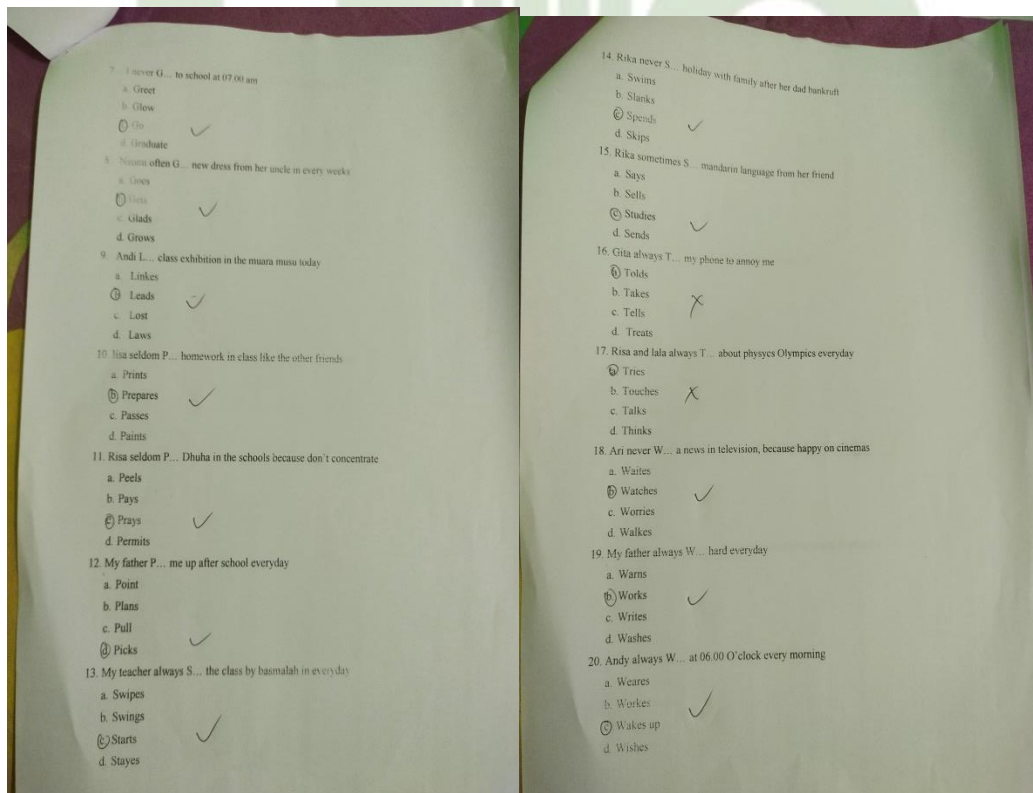 7. I never G... to school at 07.00 am
a. Greet
b. Glow
c. Go
d. Graduate
8. often G... new dress from her uncle in every weeks
a. Goes
b.
c. Glads
d. Grows
9. Andi L... class exhibition in the muara musu today
a. Linkes
b. Leads
c. Lost
d. Laws
10. lisa seldom P... homework in class like the other friends
a. Prints
b. Prepares
c. Passes
d. Paints
11. Risa seldom P... Dhuha in the schools because don't concentrate
a. Peels
b. Pays
c. Prays
d. Permits
12. My father P... me up after school everyday
a. Point
b. Plans
c. Pull
d. Picks
13. My teacher always S... the class by basmalah in everyday
a. Swipes
b. Swings
c. Starts
d. Stayes
14. Rika never S... holiday with family after her dad bankruft
a. Swims
b. Slanks
c. Spends
d. Skips
15. Rika sometimes S... mandarin language from her friend
a. Says
b. Sells
c. Studies
d. Sends
16. Gita always T... my phone to annoy me
a. Tolds
b. Takes
c. Tells
d. Treats
17. Risa and lala always T... about physycs Olympics everyday
a. Tries
b. Touches
c. Talks
d. Thinks
18. Ari never W... a news in television, because happy on cinemas
a. Waites
b. Watches
c. Worries
d. Walkes
19. My father always W... hard everyday
a. Warns
b. Works
c. Writes
d. Washes
20. Andy always W... at 06.00 O'clock every morning
a. Weares
b. Workes
c. Wakes up
d. Wishes